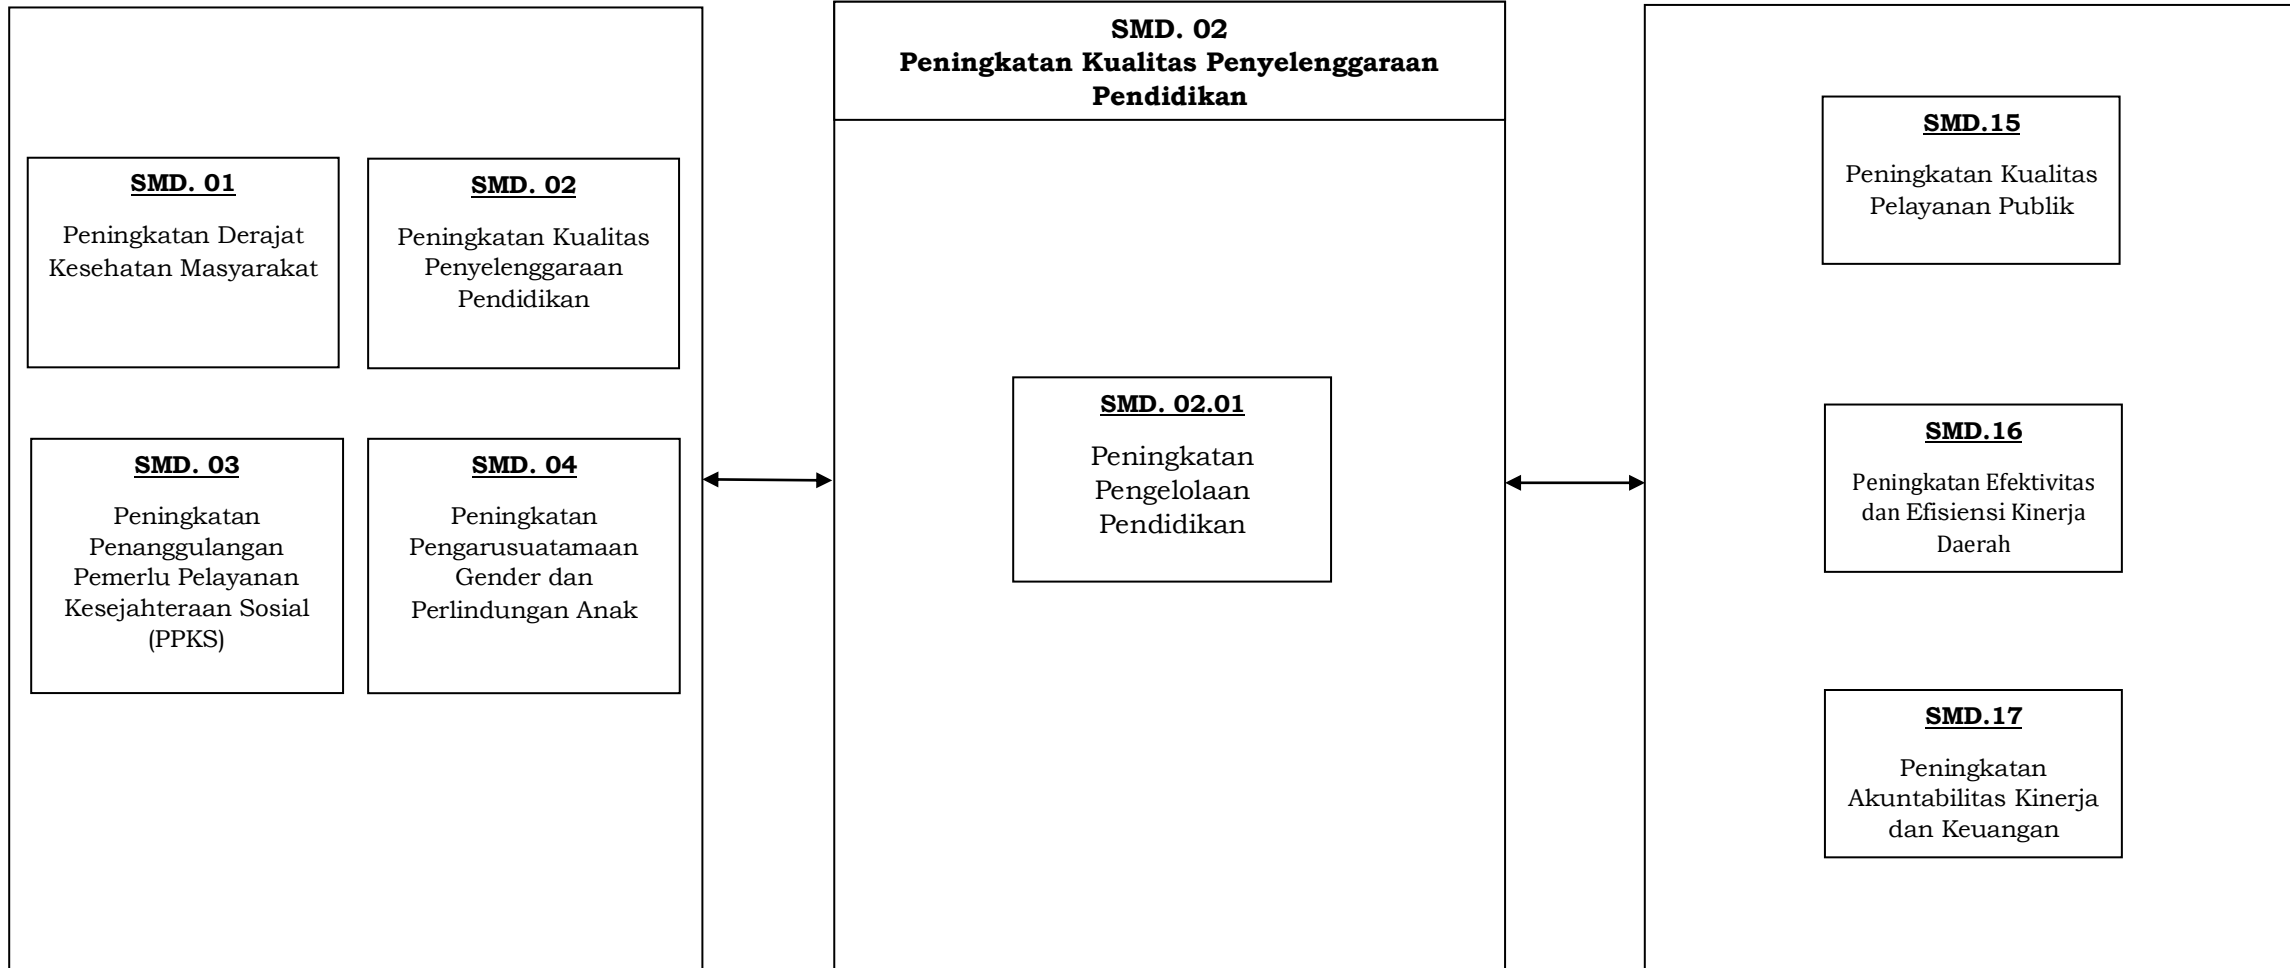 SMD. 01
Peningkatan Derajat
Kesehatan Masyarakat
SMD. 02
Peningkatan Kualitas
Penyelenggaraan
Pendidikan
SMD. 03
Peningkatan
Penanggulangan
Pemerlu Pelayanan
Kesejahteraan Sosial
(PPKS)
SMD. 04
Peningkatan
Pengarusuatamaan
Gender dan
Perlindungan Anak
SMD. 02
Peningkatan Kualitas Penyelenggaraan
Pendidikan
SMD. 02.01
Peningkatan
Pengelolaan
Pendidikan
SMD.15
Peningkatan Kualitas
Pelayanan Publik
SMD.16
Peningkatan Efektivitas
dan Efisiensi Kinerja
Daerah
SMD.17
Peningkatan
Akuntabilitas Kinerja
dan Keuangan